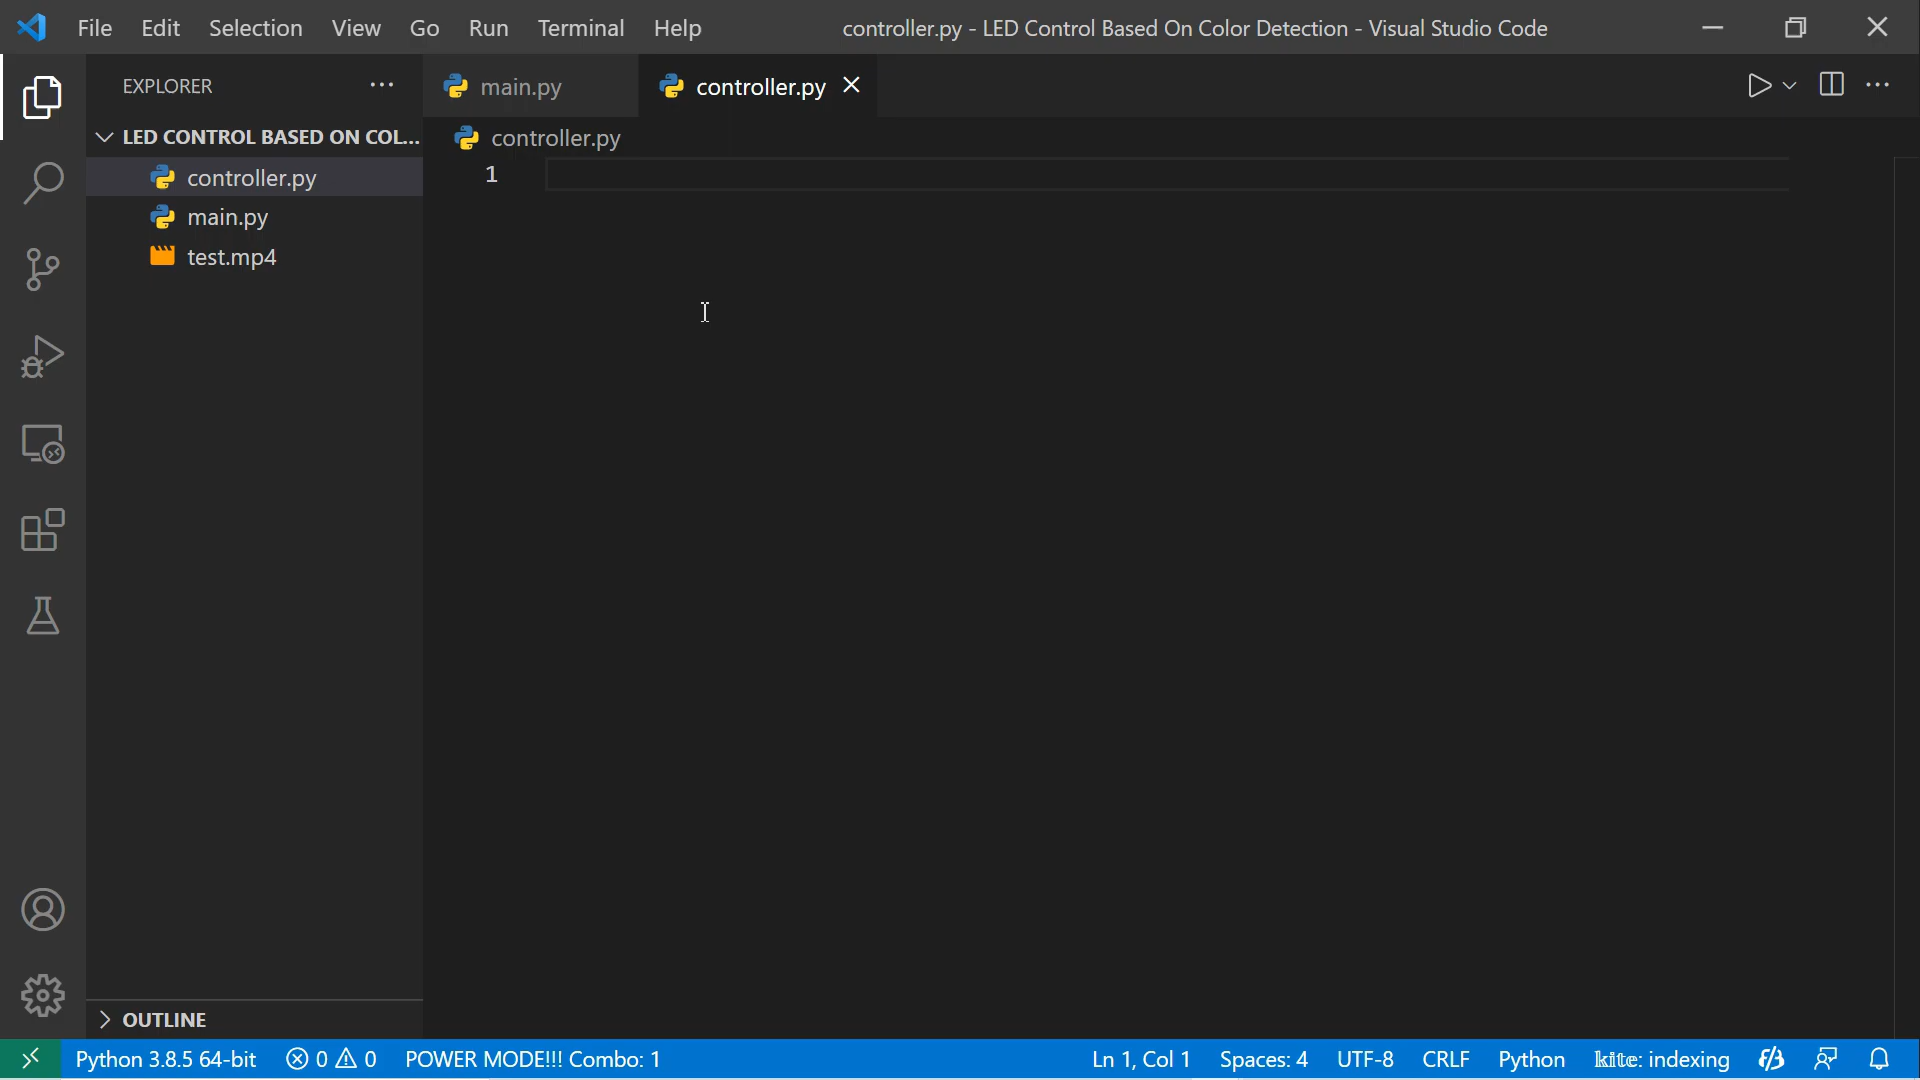 File Edit Selection View Go Run Terminal Help controller.py - LED Control Based On Color Detection - Visual Studio Code
EXPLORER
main.py controller.py
LED CONTROL BASED ON COL...
controller.py
main.py
test.mp4
controller.py
1
OUTLINE
Python 3.8.5 64-bit 0 0 POWER MODE!!! Combo: 1 Ln 1, Col 1 Spaces: 4 UTF-8 CRLF Python kite: indexing